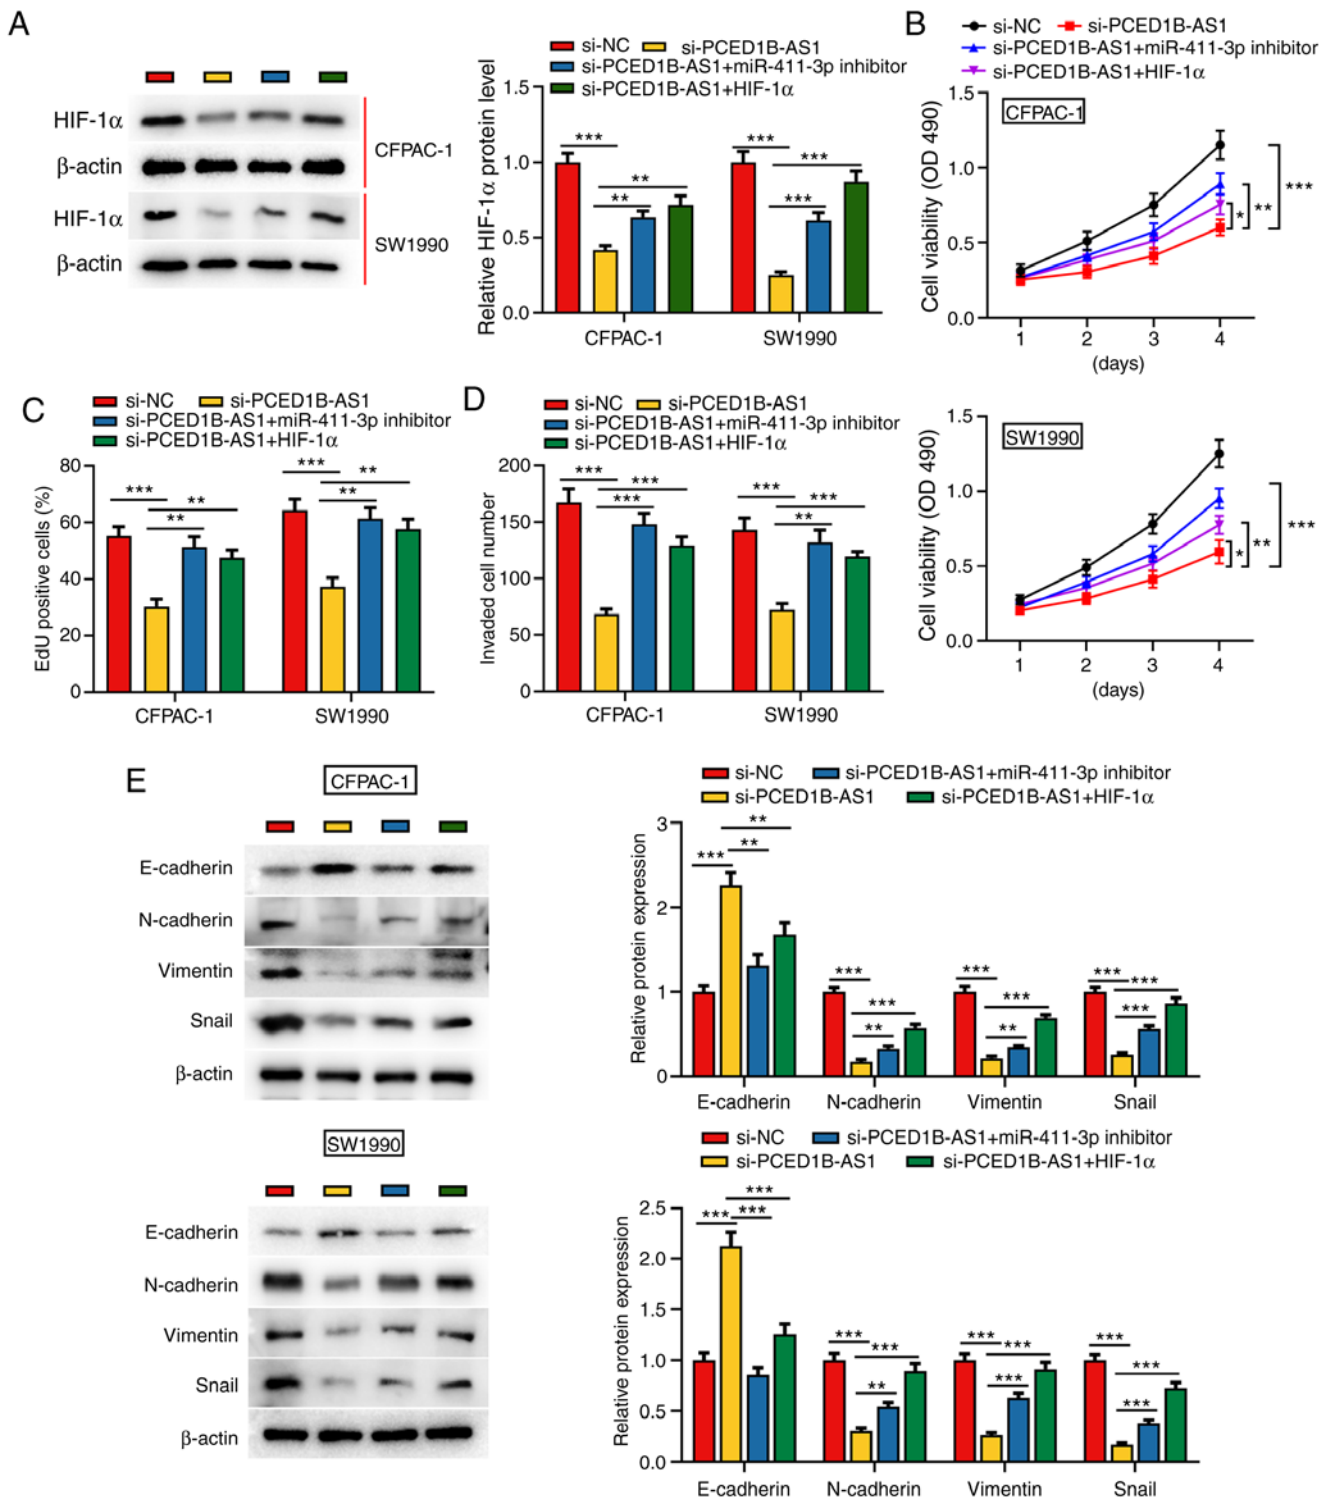 A
HIF-1α
β-actin
CFPAC-1
HIF-1α
β-actin
SW1990
si-NC si-PCED1B-AS1
si-PCED1B-AS1+miR-411-3p inhibitor
si-PCED1B-AS1+HIF-1α
Relative HIF-1α protein level
1.5
1.0
0.5
0.0
*** ** ** *** *** ***
CFPAC-1 SW1990
B
si-NC si-PCED1B-AS1
si-PCED1B-AS1+miR-411-3p inhibitor
si-PCED1B-AS1+HIF-1α
CFPAC-1
Cell viability (OD 490)
1.5
1.0
0.5
0.0
* ** ***
1 2 3 4
(days)
SW1990
Cell viability (OD 490)
1.5
1.0
0.5
0.0
* ** ***
1 2 3 4
(days)
C
si-NC si-PCED1B-AS1
si-PCED1B-AS1+miR-411-3p inhibitor
si-PCED1B-AS1+HIF-1α
EdU positive cells (%)
80
60
40
20
0
*** ** ** *** ** **
CFPAC-1 SW1990
D
si-NC si-PCED1B-AS1
si-PCED1B-AS1+miR-411-3p inhibitor
si-PCED1B-AS1+HIF-1α
Invaded cell number
200
150
100
50
0
*** *** *** *** *** **
CFPAC-1 SW1990
E
CFPAC-1
E-cadherin
N-cadherin
Vimentin
Snail
β-actin
si-NC si-PCED1B-AS1+miR-411-3p inhibitor
si-PCED1B-AS1 si-PCED1B-AS1+HIF-1α
Relative protein expression
3
2
1
0
*** ** ** *** *** ** *** *** ** *** *** ***
E-cadherin N-cadherin Vimentin Snail
SW1990
E-cadherin
N-cadherin
Vimentin
Snail
β-actin
si-NC si-PCED1B-AS1+miR-411-3p inhibitor
si-PCED1B-AS1 si-PCED1B-AS1+HIF-1α
Relative protein expression
2.5
2.0
1.5
1.0
0.5
0.0
*** *** *** *** *** ** *** *** *** *** *** ***
E-cadherin N-cadherin Vimentin Snail